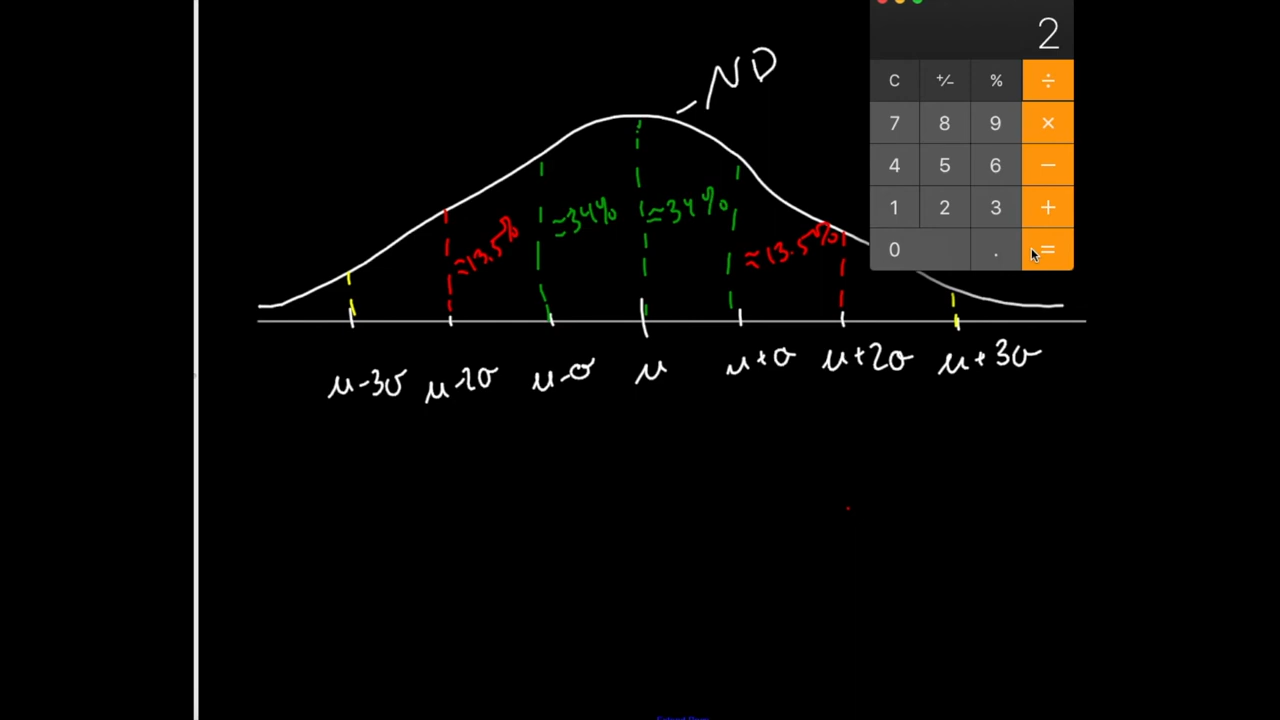 2
ND
C +/− % ÷
7 8 9 ×
4 5 6 −
1 2 3 +
0 . =
≈13.5% ≈34% ≈34% ≈13.5%
μ-3σ μ-2σ μ-σ μ μ+σ μ+2σ μ+3σ